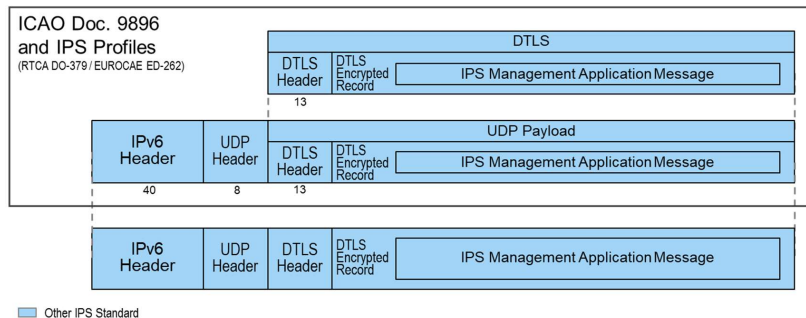 ICAO Doc. 9896
and IPS Profiles
(RTCA DO-379 / EUROCAE ED-262)
DTLS
DTLS
Header
DTLS
Encrypted
Record
IPS Management Application Message
13
IPv6
Header
UDP
Header
UDP Payload
DTLS
Header
DTLS
Encrypted
Record
IPS Management Application Message
40
8
13
IPv6
Header
UDP
Header
DTLS
Header
DTLS
Encrypted
Record
IPS Management Application Message
Other IPS Standard